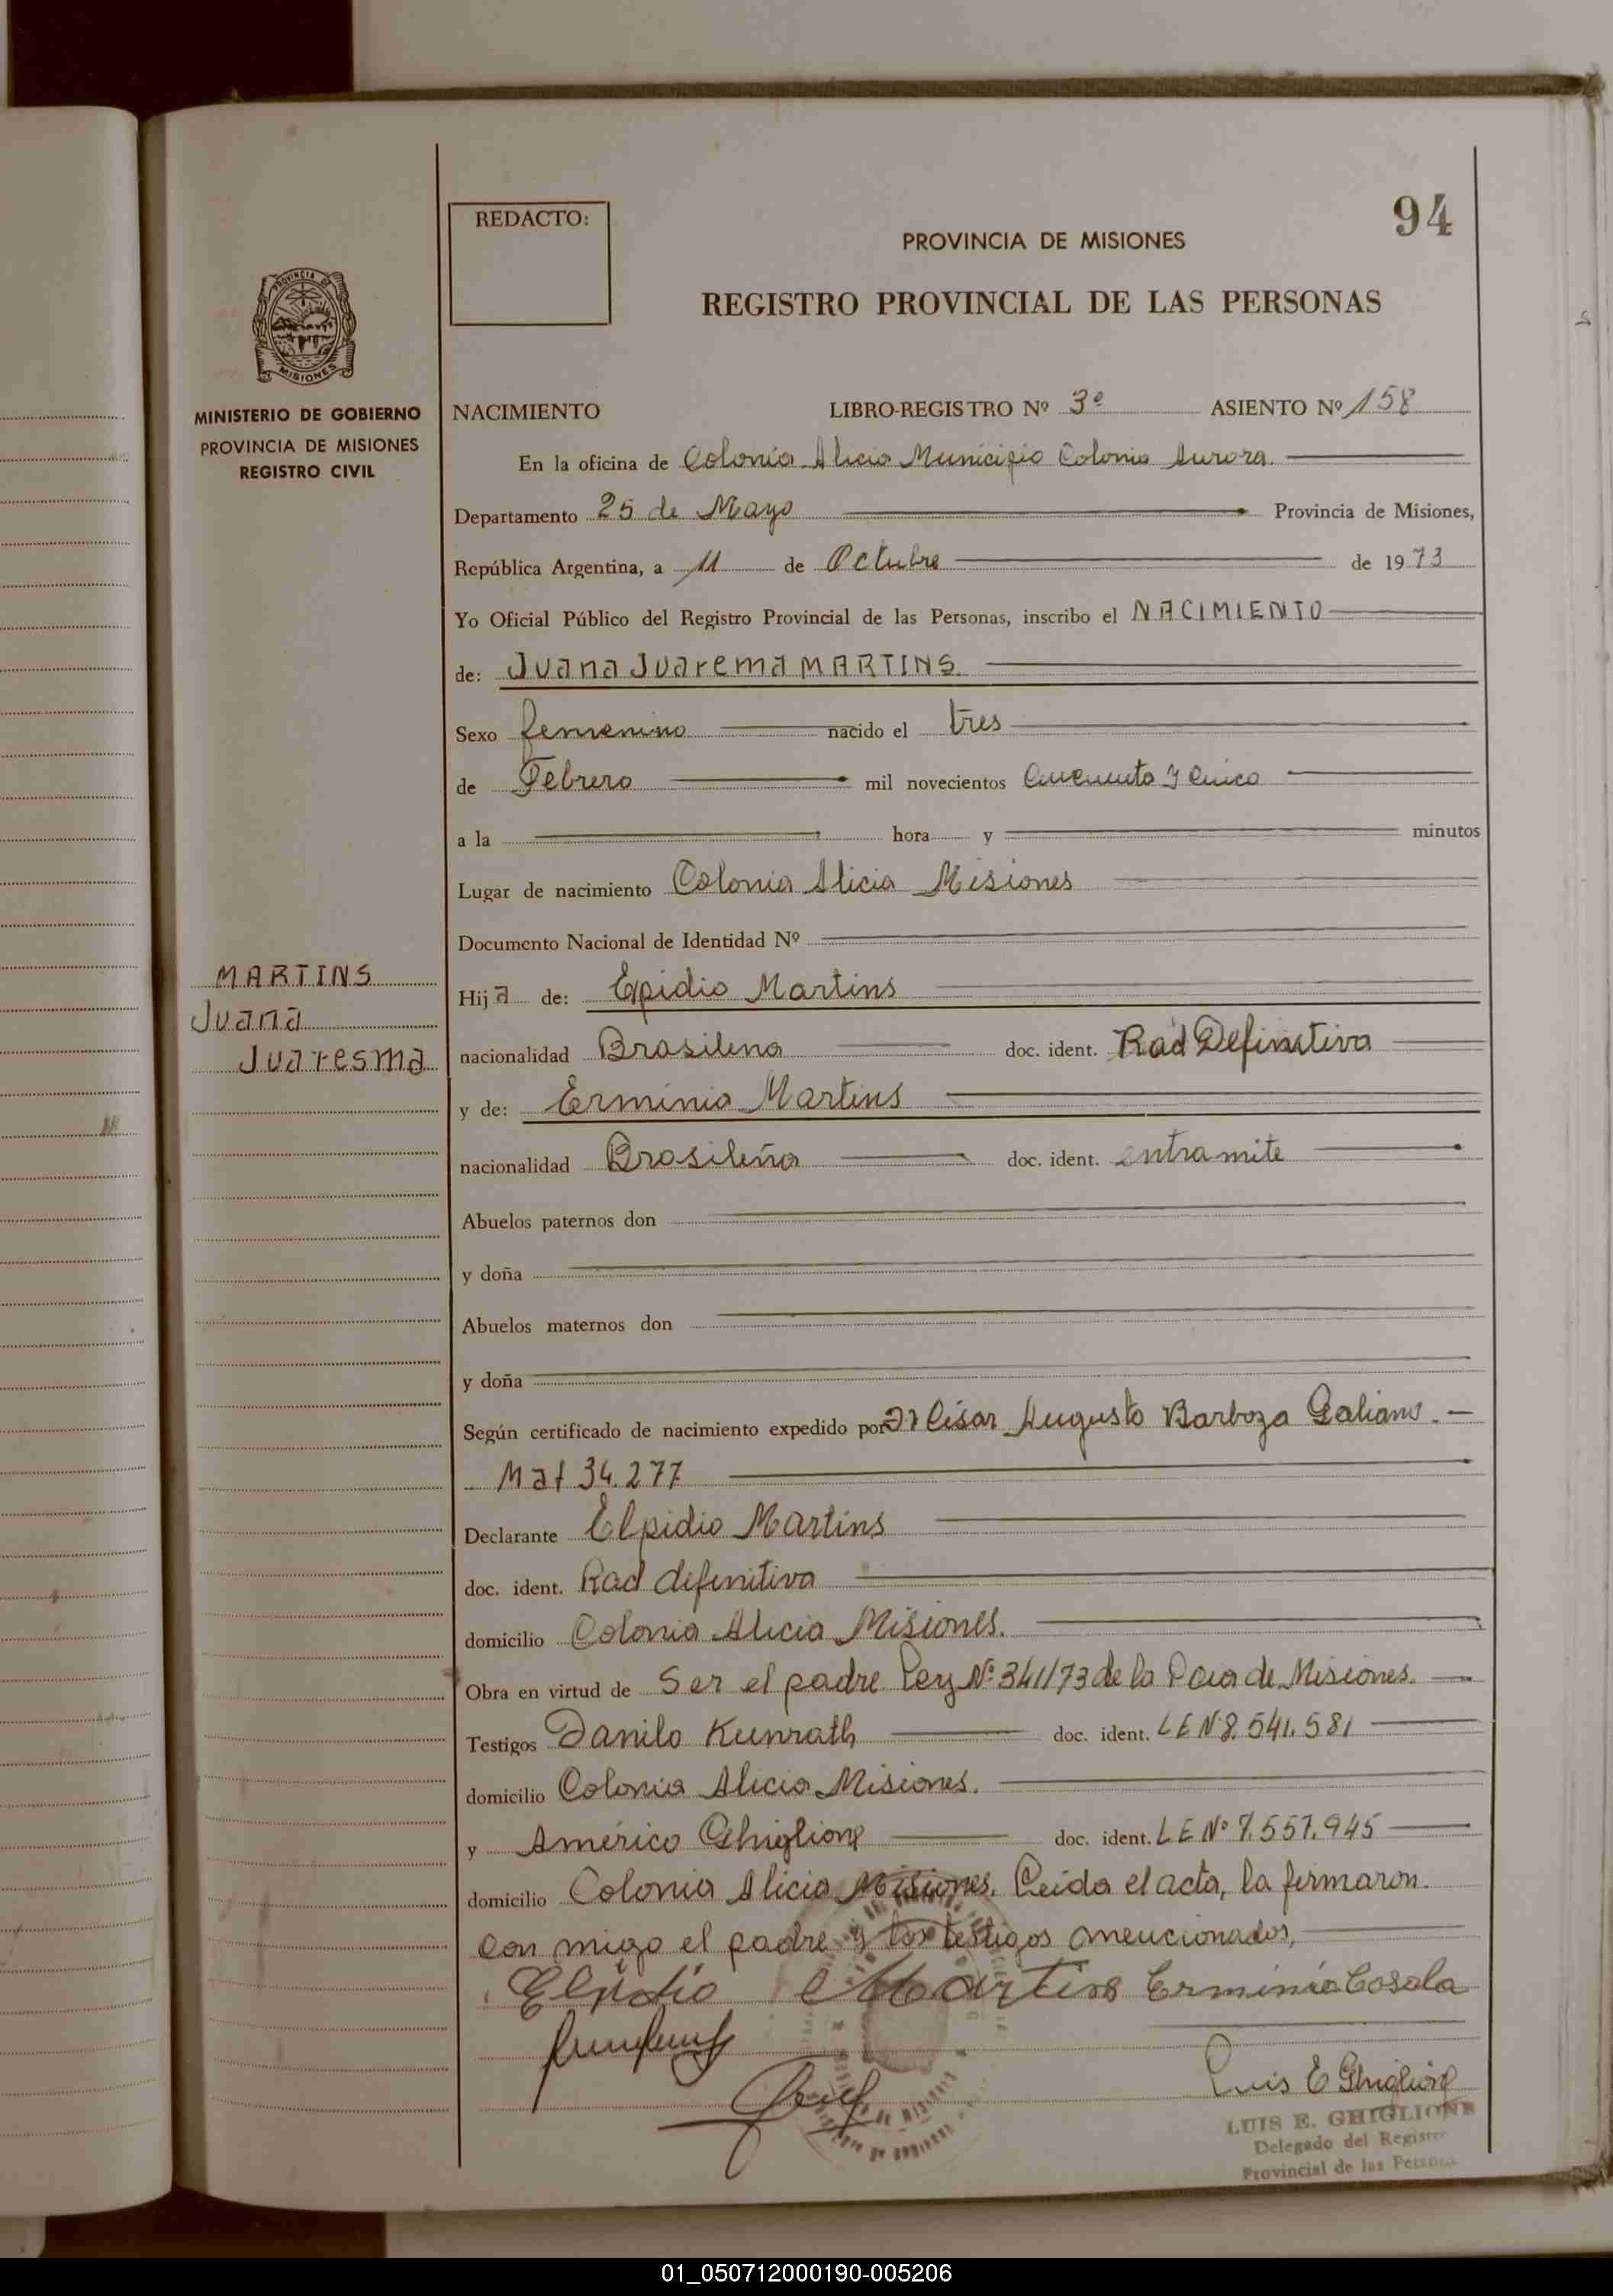 94
REDACTO:
PROVINCIA DE MISIONES
REGISTRO PROVINCIAL DE LAS PERSONAS
PROVINCIA DE
MISIONES
MINISTERIO DE GOBIERNO
PROVINCIA DE MISIONES
REGISTRO CIVIL
NACIMIENTO LIBRO-REGISTRO Nº 3º ASIENTO Nº 158
En la oficina de Colonia Alicia Municipio Colonia Aurora.
Departamento 25 de Mayo Provincia de Misiones,
República Argentina, a 11 de Octubre de 1973
Yo Oficial Público del Registro Provincial de las Personas, inscribo el NACIMIENTO
de: Juana Juarema MARTINS.
Sexo femenino nacido el tres
de Febrero mil novecientos Cincuenta y Cinco
a la hora y minutos
Lugar de nacimiento Colonia Alicia Misiones
Documento Nacional de Identidad Nº
MARTINS
Juana
Juaresma
Hija de: Epidio Martins
nacionalidad Brasilena doc. ident. Rad Definitiva
y de: Erminia Martins
nacionalidad Brasileña doc. ident. entramite
Abuelos paternos don
y doña
Abuelos maternos don
y doña
Según certificado de nacimiento expedido por Dr César Augusto Barboza Galiano.
Mat 34.277
Declarante Elpidio Martins
doc. ident. Rad definitiva
domicilio Colonia Alicia Misiones.
Obra en virtud de Ser el padre. Ley Nº 341/73 de la Pcia de Misiones.
Testigos Danilo Kunrath doc. ident. L E Nº 8.541.581
domicilio Colonia Alicia Misiones.
y Américo Ghiglione doc. ident. L E Nº 7.557.945
domicilio Colonia Alicia Misiones. Leída el acta, la firmaron.
con migo el padre y los testigos mencionados,
Elpidio Martins Erminia Cosola
Luis E Ghiglione
LUIS E. GHIGLIONE
Delegado del Registro
Provincial de las Personas
01_050712000190-005206